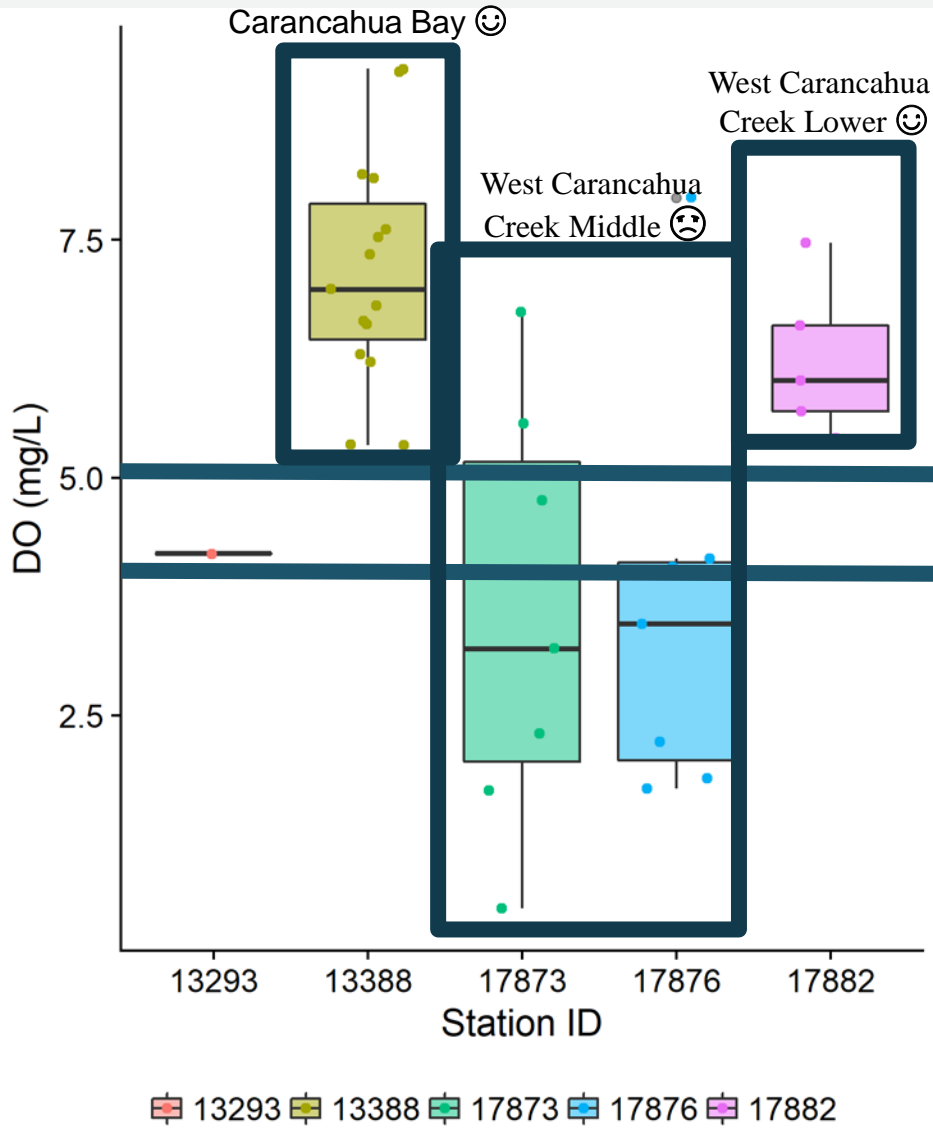 Carancahua Bay ☺
West Carancahua
Creek Lower ☺
West Carancahua
Creek Middle ☹
7.5
5.0
2.5
DO (mg/L)
13293 13388 17873 17876 17882
Station ID
13293 13388 17873 17876 17882